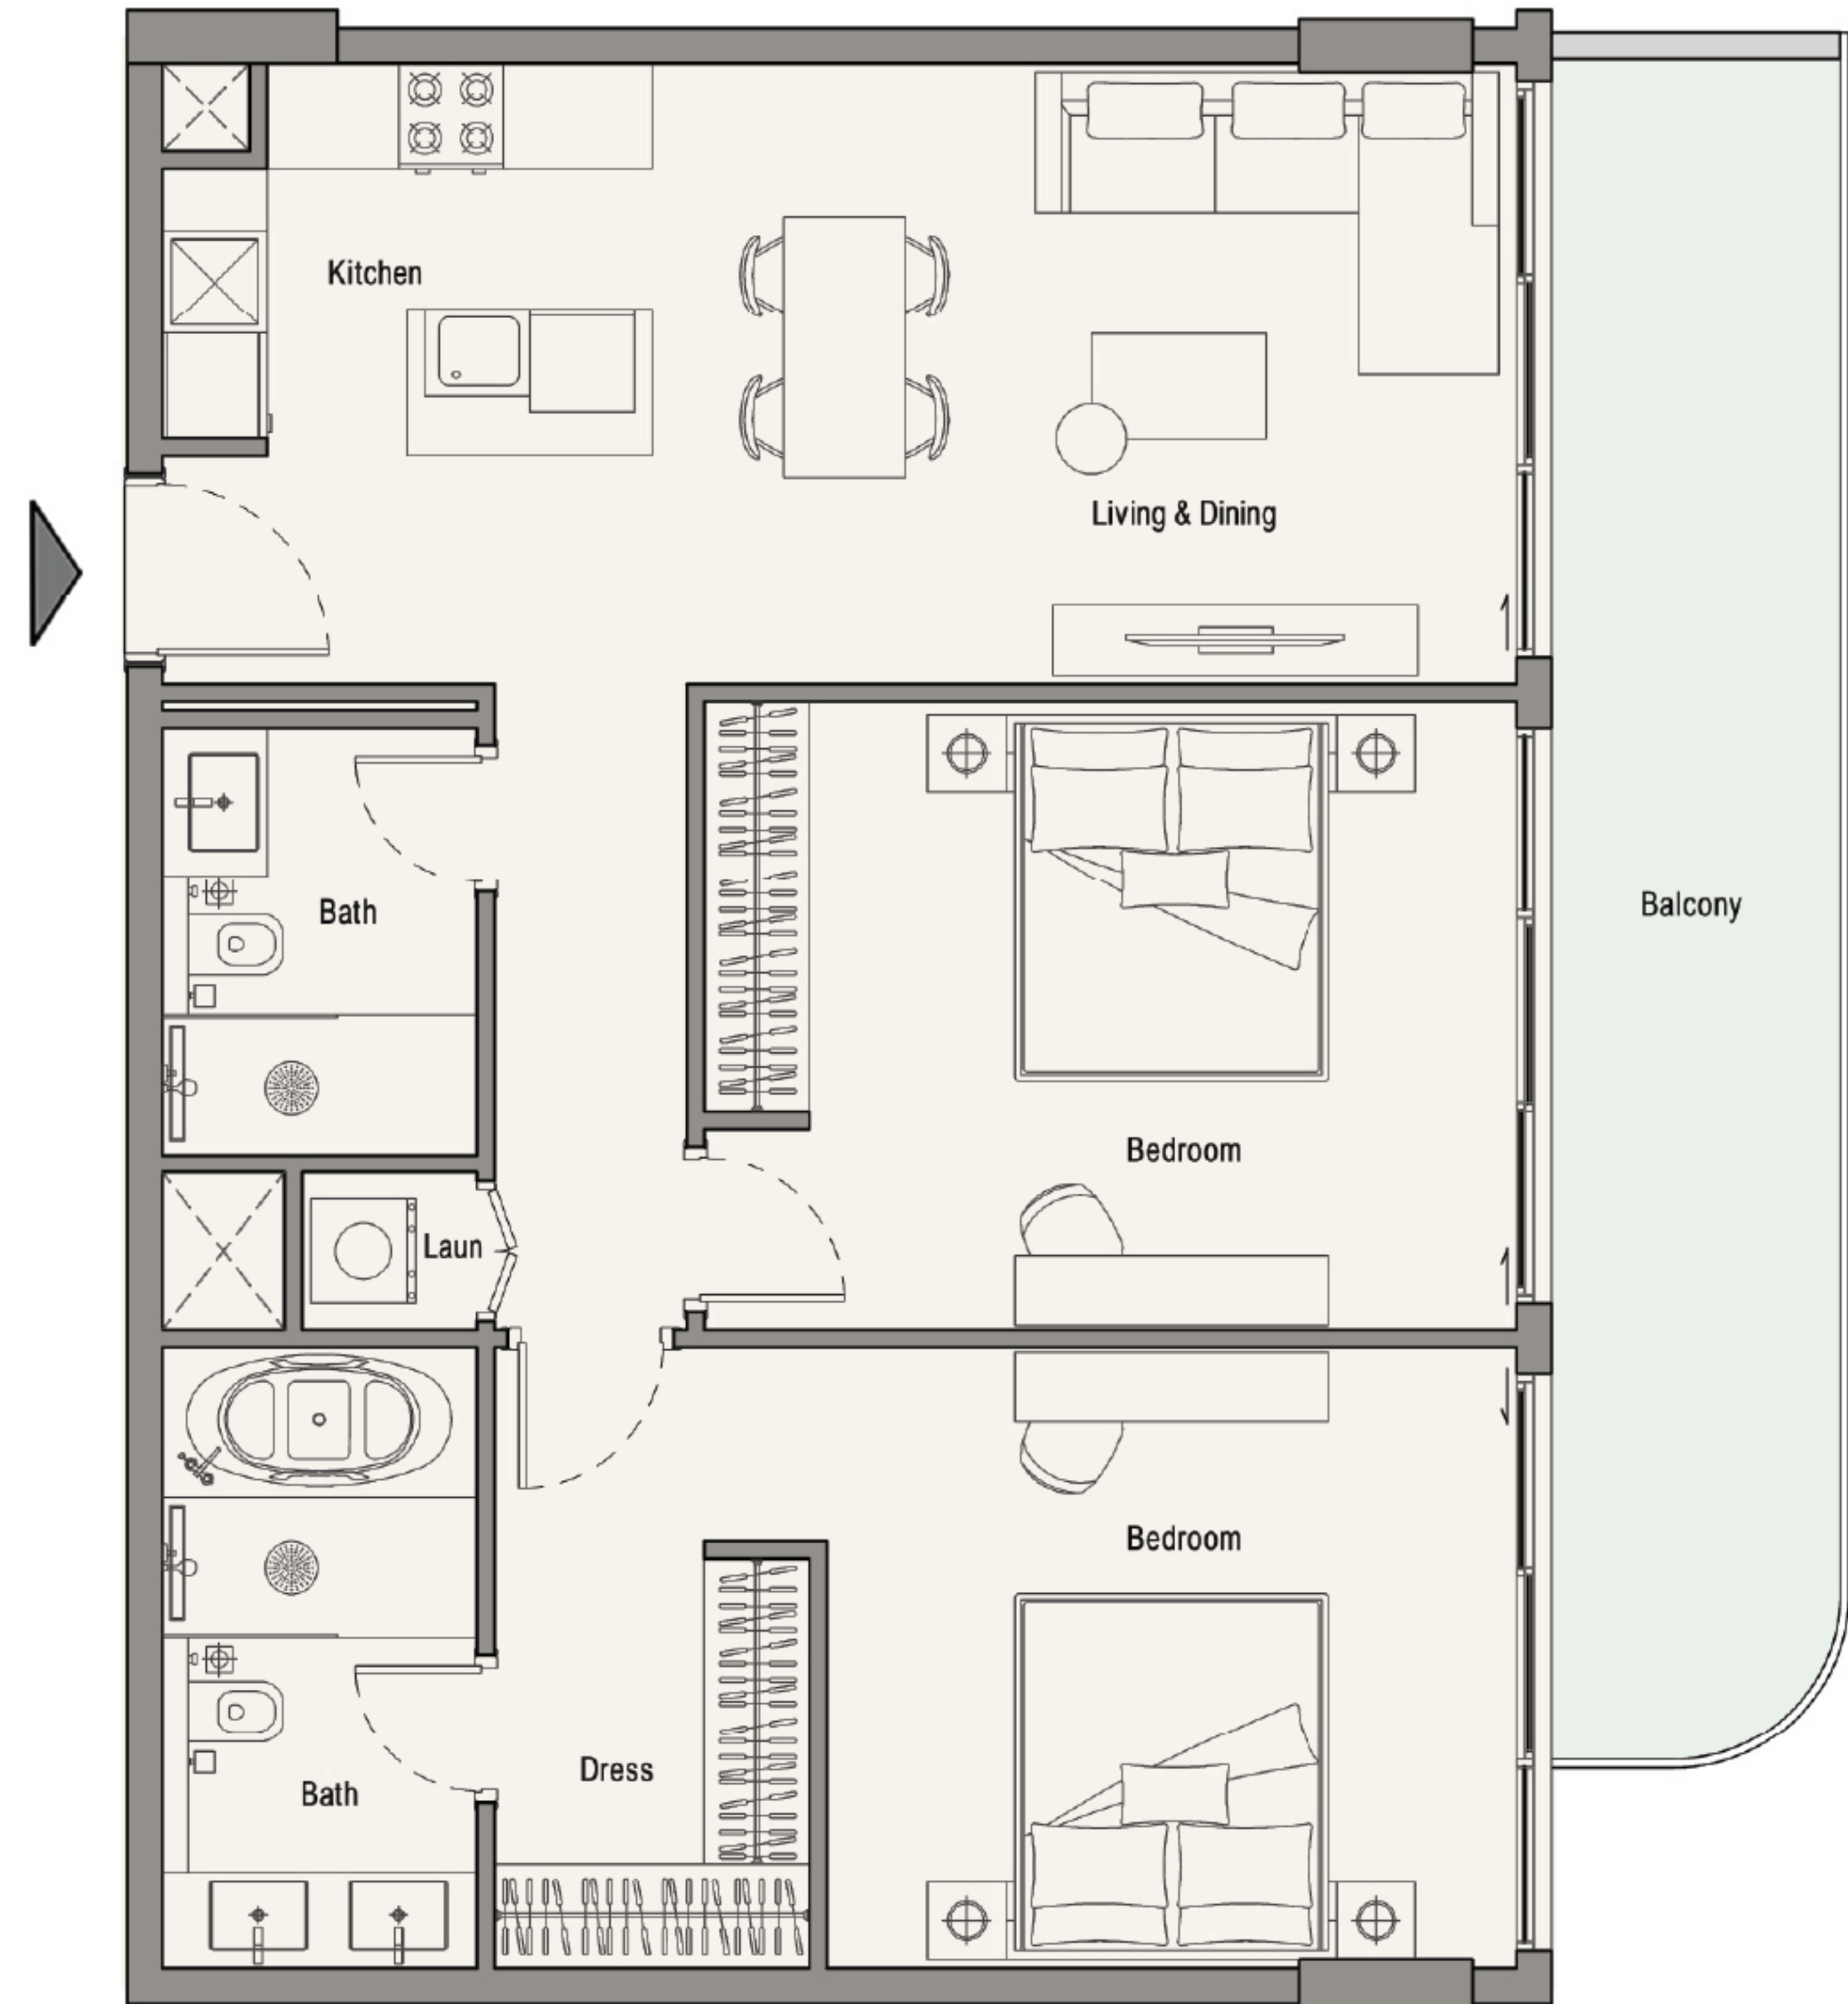 Kitchen
Living & Dining
Bath
Balcony
Bedroom
Laun
Bedroom
Dress
Bath